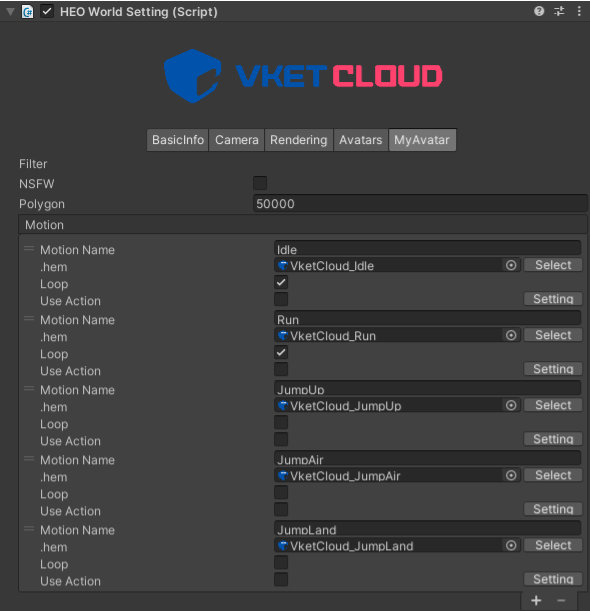 HEO World Setting (Script)
VKET CLOUD
BasicInfo Camera Rendering Avatars MyAvatar
Filter
NSFW
Polygon 50000
Motion
Motion Name Idle
.hem VketCloud_Idle Select
Loop
Use Action Setting
Motion Name Run
.hem VketCloud_Run Select
Loop
Use Action Setting
Motion Name JumpUp
.hem VketCloud_JumpUp Select
Loop
Use Action Setting
Motion Name JumpAir
.hem VketCloud_JumpAir Select
Loop
Use Action Setting
Motion Name JumpLand
.hem VketCloud_JumpLand Select
Loop
Use Action Setting